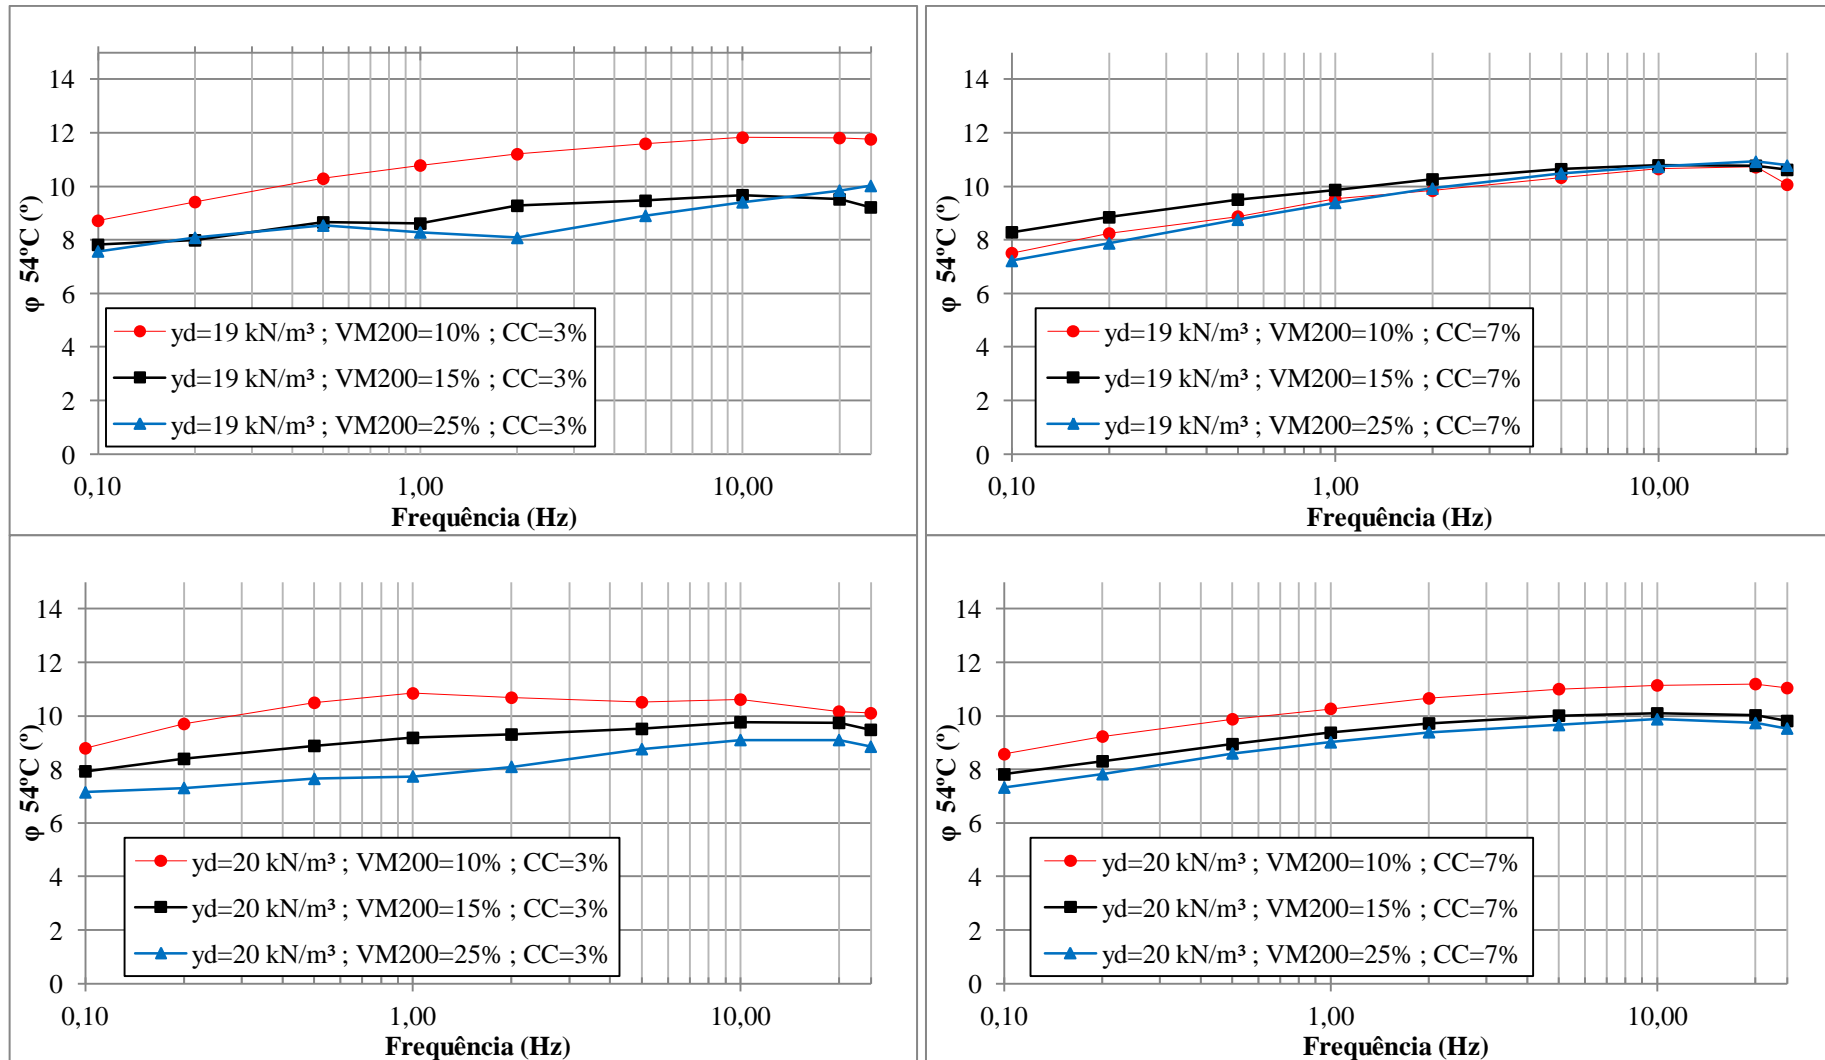 14
12
10
8
6
4
2
0
φ 54ºC (º)
yd=19 kN/m³ ; VM200=10% ; CC=3%
yd=19 kN/m³ ; VM200=15% ; CC=3%
yd=19 kN/m³ ; VM200=25% ; CC=3%
0,10 1,00 10,00
Frequência (Hz)
14
12
10
8
6
4
2
0
φ 54ºC (º)
yd=19 kN/m³ ; VM200=10% ; CC=7%
yd=19 kN/m³ ; VM200=15% ; CC=7%
yd=19 kN/m³ ; VM200=25% ; CC=7%
0,10 1,00 10,00
Frequência (Hz)
14
12
10
8
6
4
2
0
φ 54ºC (º)
yd=20 kN/m³ ; VM200=10% ; CC=3%
yd=20 kN/m³ ; VM200=15% ; CC=3%
yd=20 kN/m³ ; VM200=25% ; CC=3%
0,10 1,00 10,00
Frequência (Hz)
14
12
10
8
6
4
2
0
φ 54ºC (º)
yd=20 kN/m³ ; VM200=10% ; CC=7%
yd=20 kN/m³ ; VM200=15% ; CC=7%
yd=20 kN/m³ ; VM200=25% ; CC=7%
0,10 1,00 10,00
Frequência (Hz)